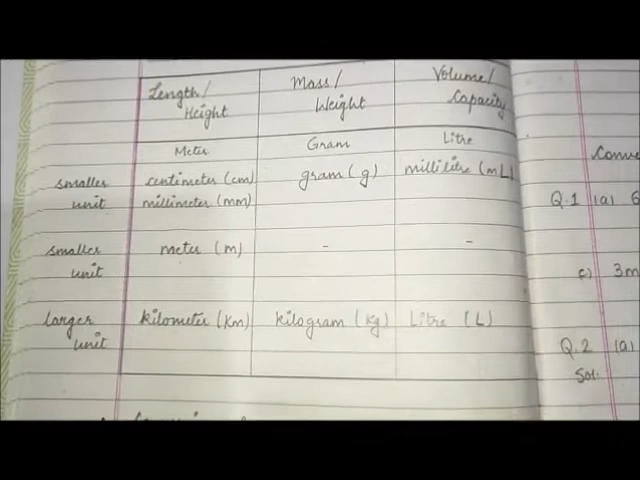 Length/ Mass/ Volume/
Height Weight Capacity
Meter Gram Litre
smaller centimeter (cm) gram (g) millilitre (mL)
unit millimeter (mm)
smaller meter (m) - -
unit
larger kilometer (Km) kilogram (Kg) Litre (L)
unit
Q.1 (a) 6
c) 3m
Q.2 (a)
Sol.